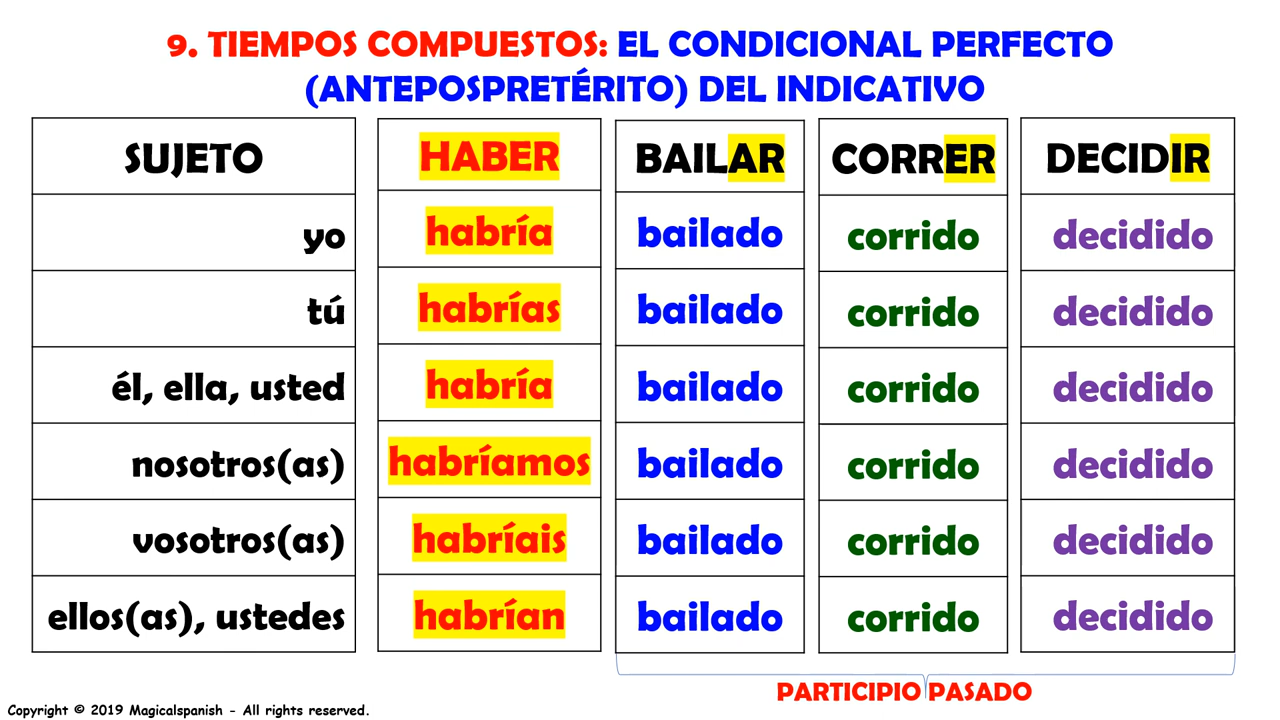 9. TIEMPOS COMPUESTOS: EL CONDICIONAL PERFECTO
(ANTEPOSPRETÉRITO) DEL INDICATIVO
SUJETO HABER BAILAR CORRER DECIDIR
yo habría bailado corrido decidido
tú habrías bailado corrido decidido
él, ella, usted habría bailado corrido decidido
nosotros(as) habríamos bailado corrido decidido
vosotros(as) habríais bailado corrido decidido
ellos(as), ustedes habrían bailado corrido decidido
PARTICIPIO PASADO
Copyright © 2019 Magicalspanish - All rights reserved.